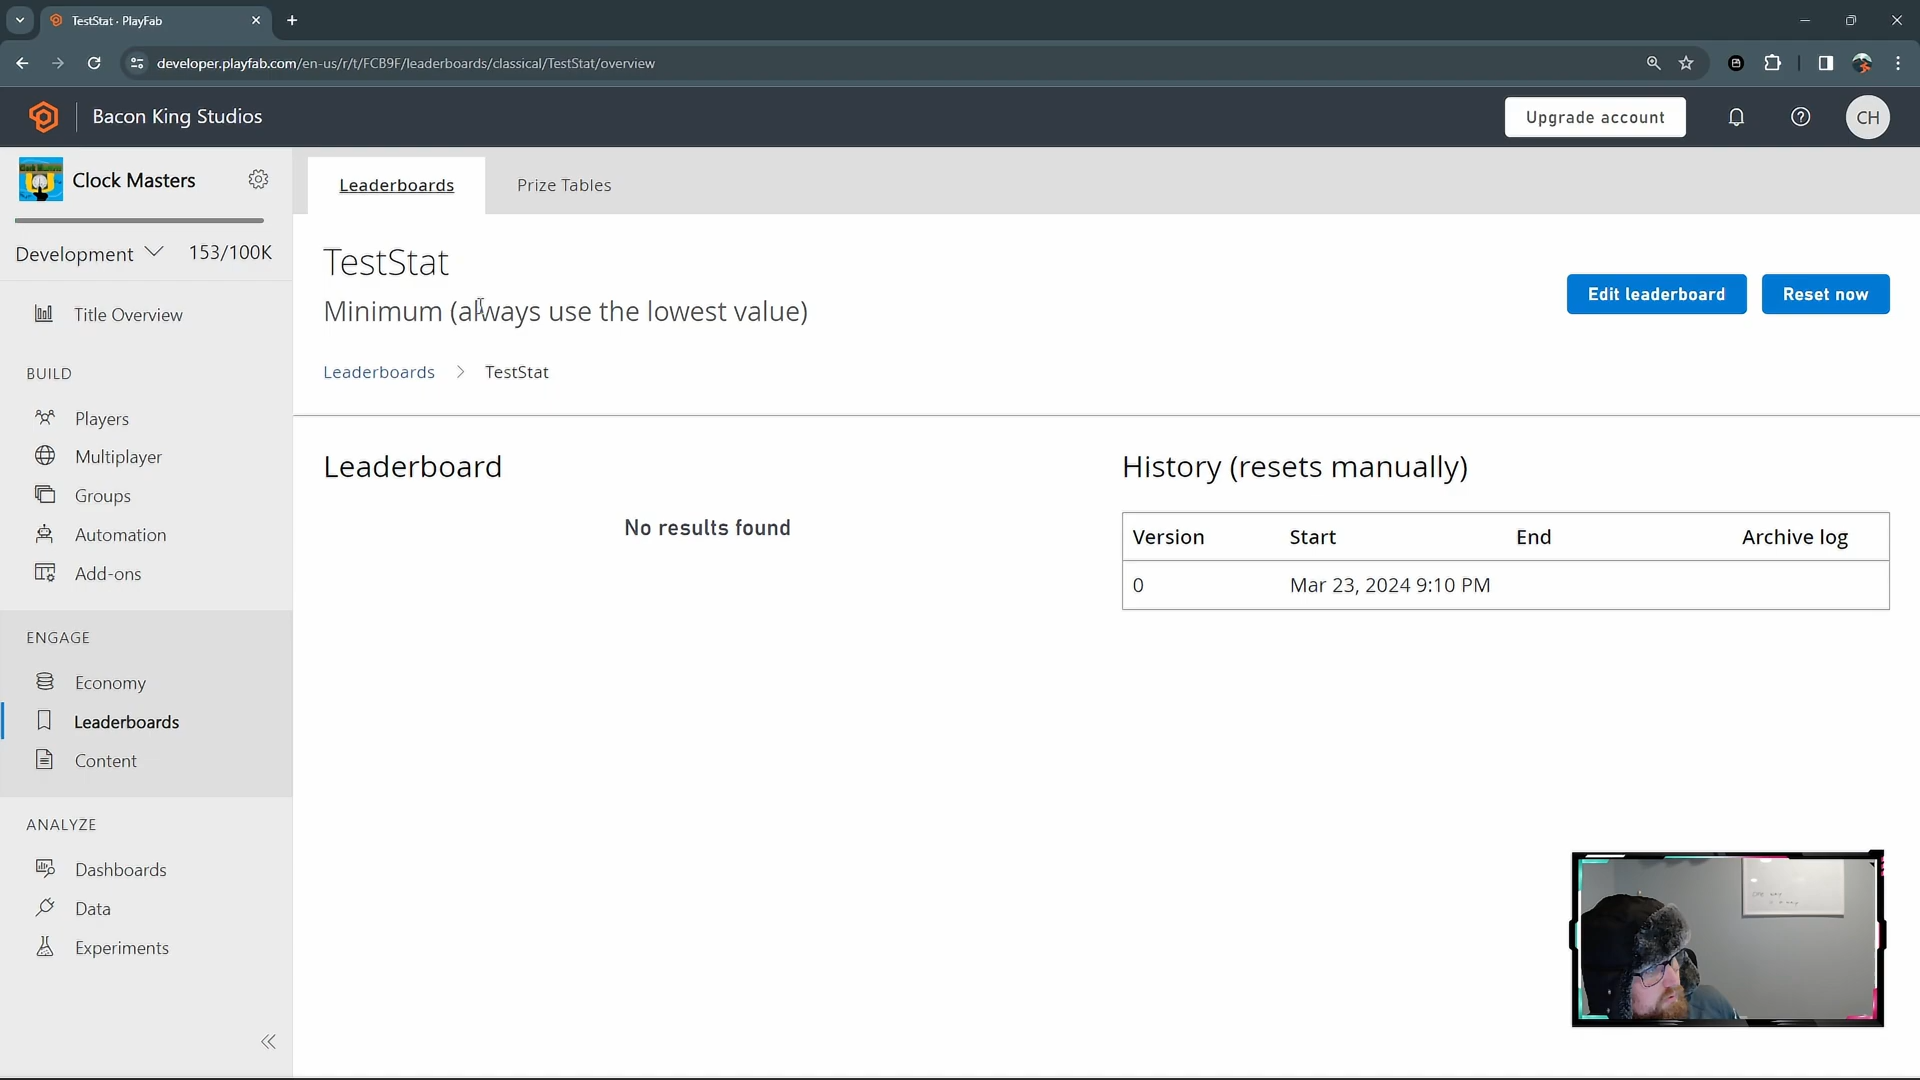 TestStat · PlayFab
developer.playfab.com/en-us/r/t/FCB9F/leaderboards/classical/TestStat/overview
Bacon King Studios
Upgrade account
CH
Clock Masters
Development
153/100K
Title Overview
BUILD
Players
Multiplayer
Groups
Automation
Add-ons
ENGAGE
Economy
Leaderboards
Content
ANALYZE
Dashboards
Data
Experiments
Leaderboards
Prize Tables
TestStat
Minimum (always use the lowest value)
Edit leaderboard
Reset now
Leaderboards > TestStat
Leaderboard
No results found
History (resets manually)
Version Start End Archive log
0 Mar 23, 2024 9:10 PM